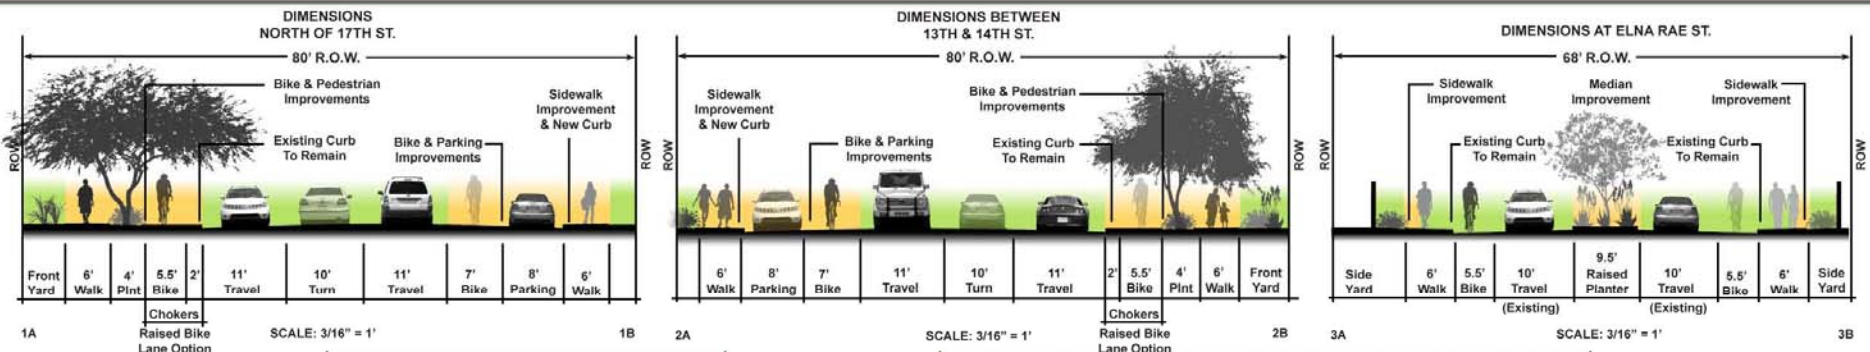 DIMENSIONS
NORTH OF 17TH ST.
80' R.O.W.
Bike & Pedestrian
Improvements
Sidewalk
Improvement
& New Curb
Existing Curb
To Remain
Bike & Parking
Improvements
ROW
ROW
Front
Yard
6'
Walk
4'
Plnt
5.5'
Bike
2'
11'
Travel
10'
Turn
11'
Travel
7'
Bike
8'
Parking
6'
Walk
Chokers
Raised Bike
Lane Option
1A
SCALE: 3/16" = 1'
1B
DIMENSIONS BETWEEN
13TH & 14TH ST.
80' R.O.W.
Sidewalk
Improvement
& New Curb
Bike & Pedestrian
Improvements
Bike & Parking
Improvements
Existing Curb
To Remain
ROW
ROW
6'
Walk
8'
Parking
7'
Bike
11'
Travel
10'
Turn
11'
Travel
2'
5.5'
Bike
4'
Plnt
6'
Walk
Front
Yard
Chokers
Raised Bike
Lane Option
2A
SCALE: 3/16" = 1'
2B
DIMENSIONS AT ELNA RAE ST.
68' R.O.W.
Sidewalk
Improvement
Median
Improvement
Sidewalk
Improvement
Existing Curb
To Remain
Existing Curb
To Remain
ROW
ROW
Side
Yard
6'
Walk
5.5'
Bike
10'
Travel
(Existing)
9.5'
Raised
Planter
10'
Travel
(Existing)
5.5'
Bike
6'
Walk
Side
Yard
3A
SCALE: 3/16" = 1'
3B